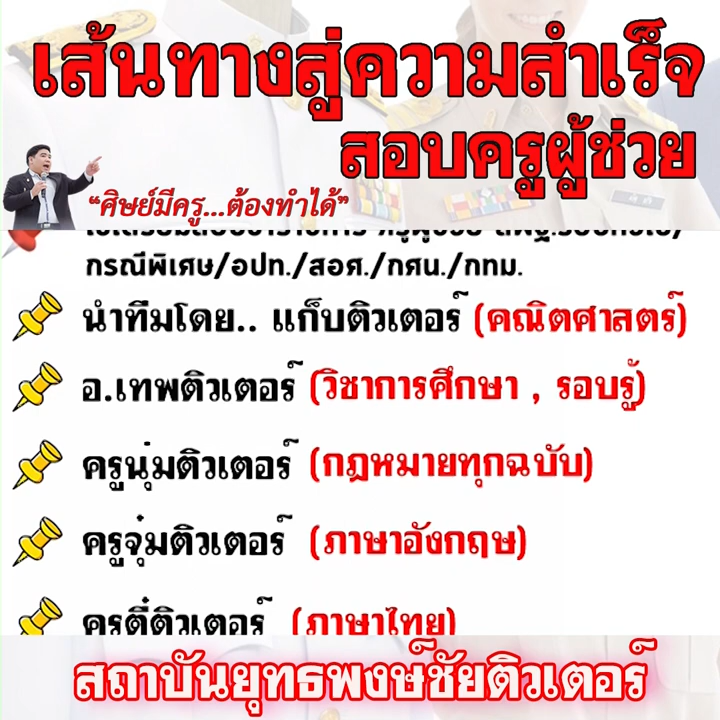 เส้นทางสู่ความสำเร็จ
สอบครูผู้ช่วย
“ศิษย์มีครู...ต้องทำได้”
กรณีพิเศษ/อปท./สอศ./กศน./กทม.
นำทีมโดย.. แก๊บติวเตอร์ (คณิตศาสตร์)
อ.เทพติวเตอร์ (วิชาการศึกษา , รอบรู้)
ครูนุ่มติวเตอร์ (กฎหมายทุกฉบับ)
ครูจุ๋มติวเตอร์ (ภาษาอังกฤษ)
ครูตี๋ติวเตอร์ (ภาษาไทย)
สถาบันยุทธพงษ์ชัยติวเตอร์